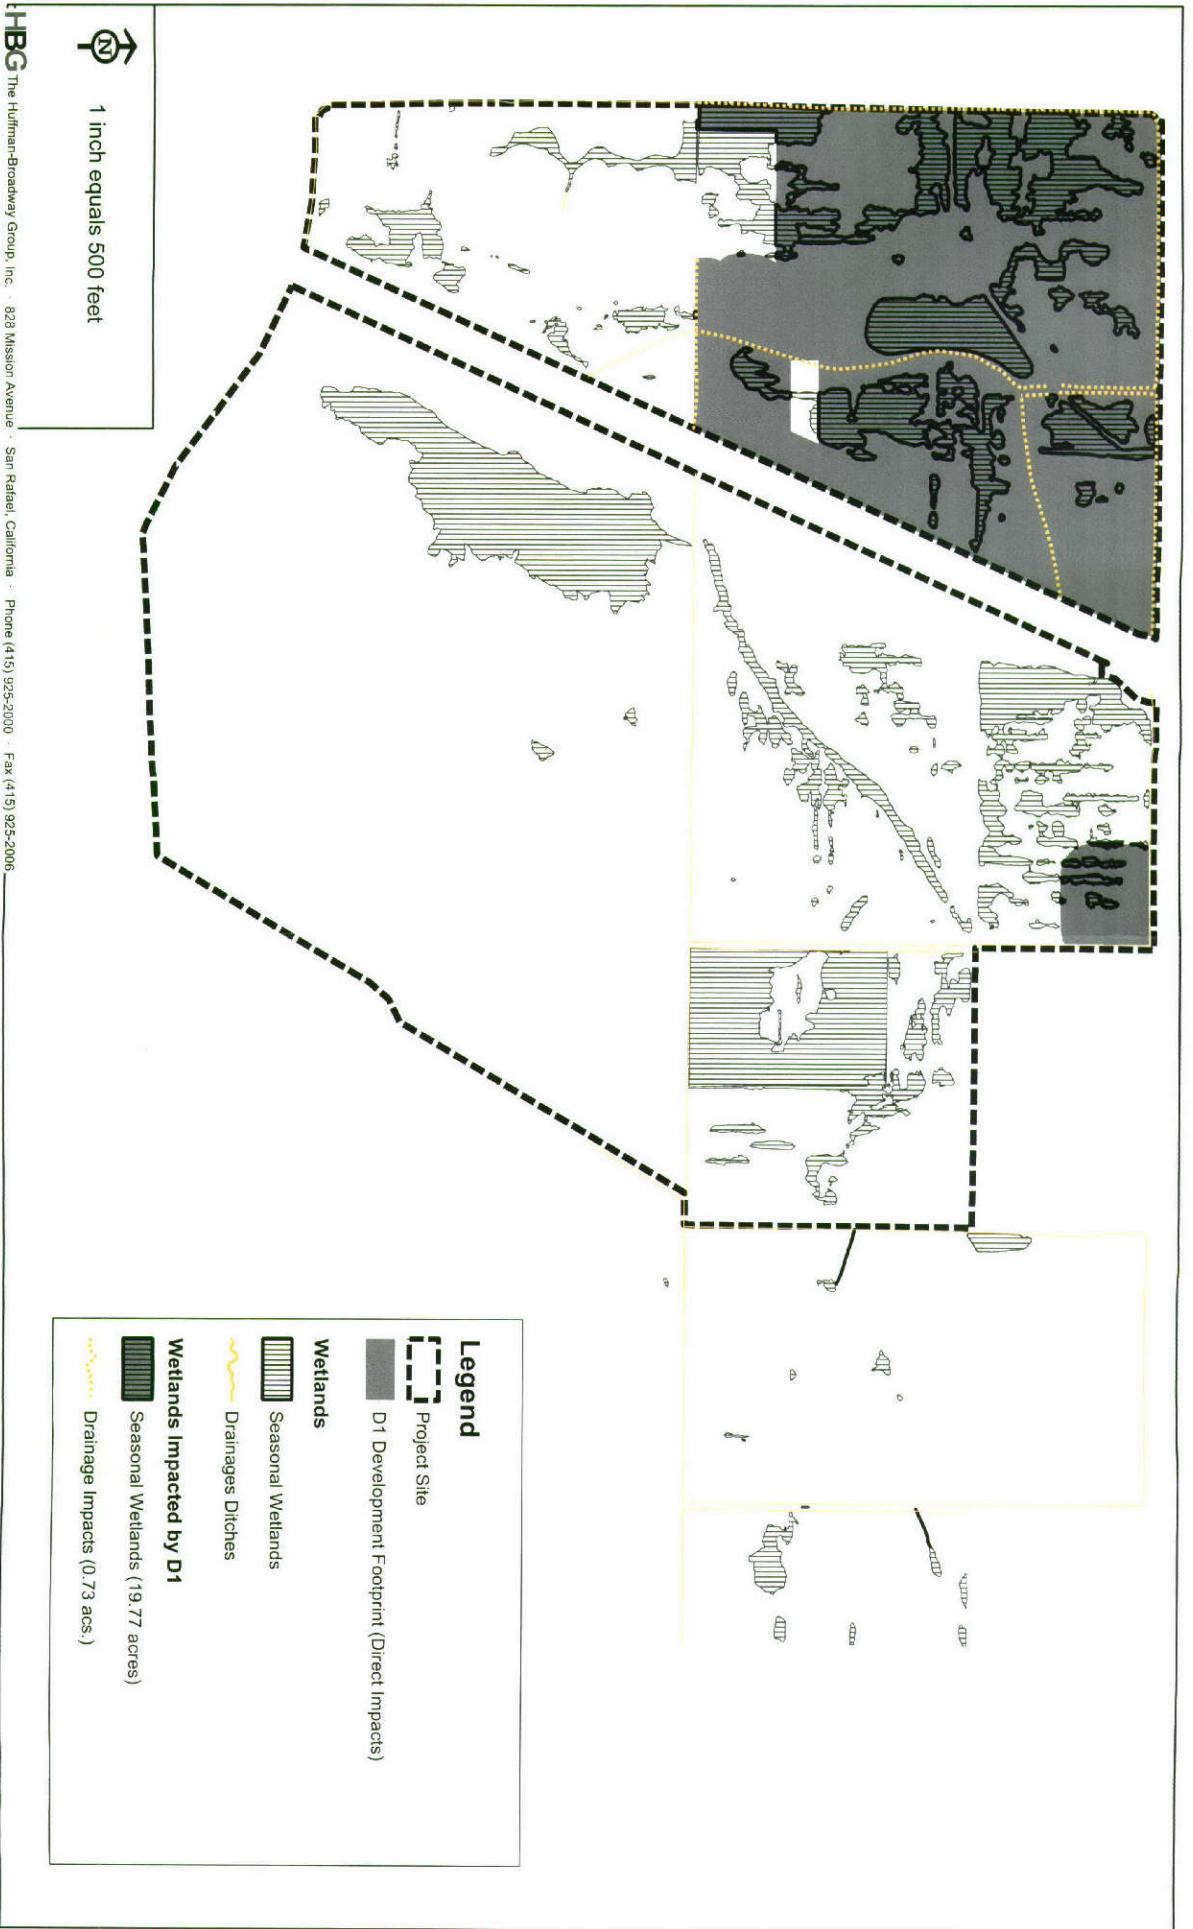 N
1 inch equals 500 feet
Legend
Project Site
D1 Development Footprint (Direct Impacts)
Wetlands
Seasonal Wetlands
Drainages Ditches
Wetlands Impacted by D1
Seasonal Wetlands (19.77 acres)
Drainage Impacts (0.73 acs.)
HBG The Huffman-Broadway Group, Inc. · 828 Mission Avenue · San Rafael, California · Phone (415) 925-2000 · Fax (415) 925-2006